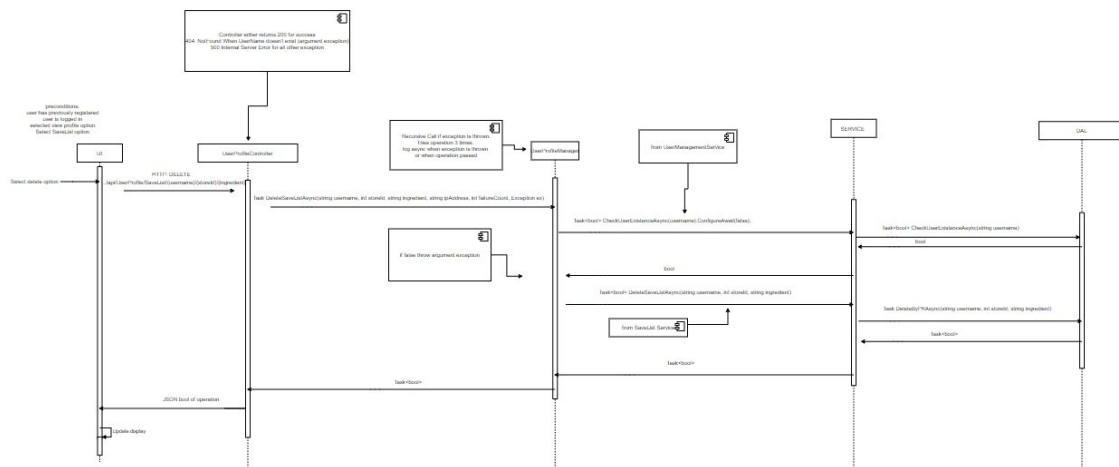 Controller either returns 200 for success
404 NotFound When UserName doesn't exist (argument exception)
500 Internal Server Error for all other exception
preconditions:
user has previously registered
user is logged in
selected view profile option
Select SaveList option
UI
UserProfileController
Recursive Call if exception is thrown.
Tries operation 3 times.
log async when exception is thrown
or when operation passed
UserProfileManager
from UserManagementService
SERVICE
DAL
Select delete option
HTTP DELETE
../api/UserProfile/SaveList/{username}/{storeId}/{ingredient}
Task DeleteSaveListAsync(string username, int storeId, string ingredient, string ipAddress, int failureCount, Exception ex)
Task<bool> CheckUserExistanceAsync(username).ConfigureAwait(false);
Task<bool> CheckUserExistanceAsync(string username)
bool
if false throw argument exception
bool
Task<bool> DeleteSaveListAsync(string username, int storeId, string ingredient)
from SaveList Service
Task DeleteByPKAsync(string username, int storeId, string ingredient)
Task<bool>
Task<bool>
Task<bool>
JSON bool of operation
Update display